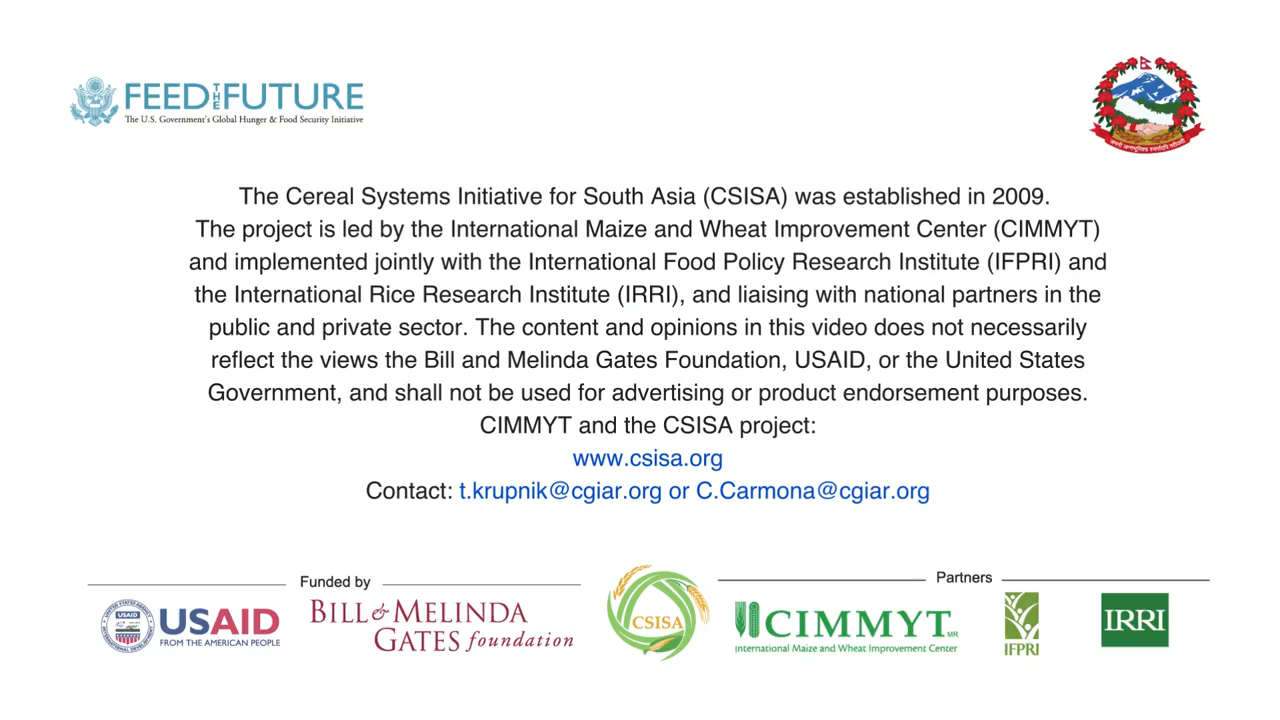 FEED THE FUTURE
The U.S. Government's Global Hunger & Food Security Initiative
The Cereal Systems Initiative for South Asia (CSISA) was established in 2009.
The project is led by the International Maize and Wheat Improvement Center (CIMMYT)
and implemented jointly with the International Food Policy Research Institute (IFPRI) and
the International Rice Research Institute (IRRI), and liaising with national partners in the
public and private sector. The content and opinions in this video does not necessarily
reflect the views the Bill and Melinda Gates Foundation, USAID, or the United States
Government, and shall not be used for advertising or product endorsement purposes.
CIMMYT and the CSISA project:
www.csisa.org
Contact: t.krupnik@cgiar.org or C.Carmona@cgiar.org
Funded by
Partners
USAID
USAID
FROM THE AMERICAN PEOPLE
BILL & MELINDA
GATES foundation
CSISA
CIMMYT MR
International Maize and Wheat Improvement Center
IFPRI
IRRI